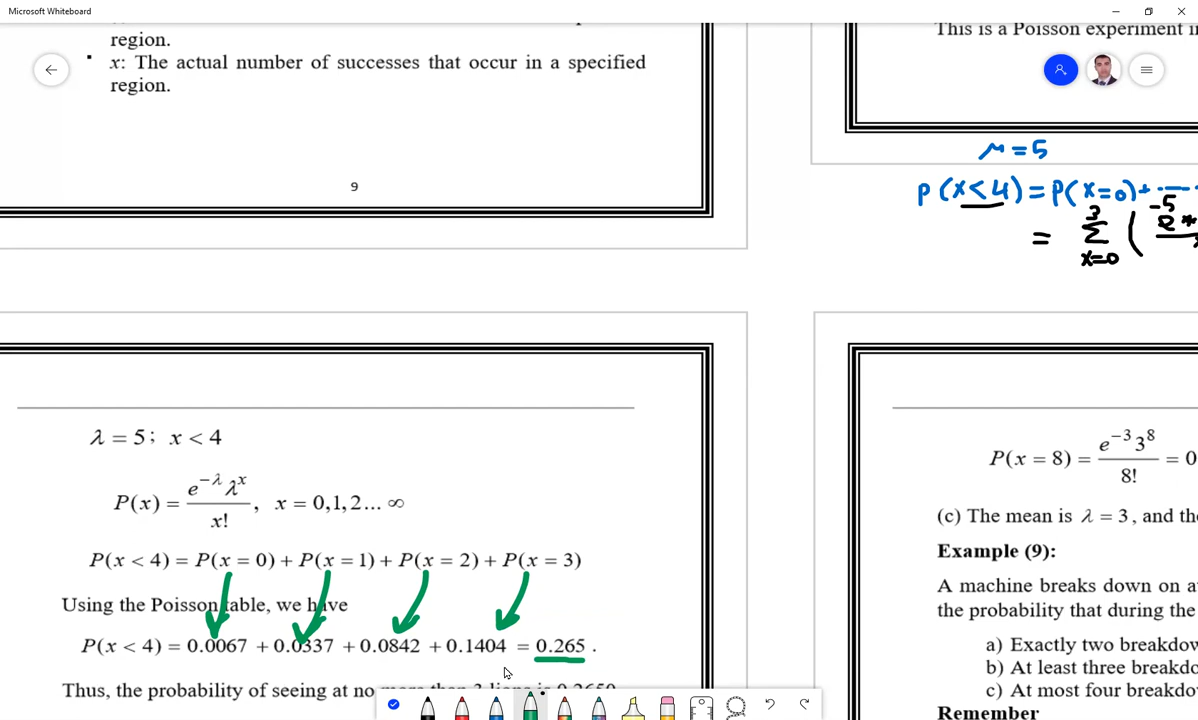 Microsoft Whiteboard
region.
x: The actual number of successes that occur in a specified
region.
9
This is a Poisson experiment i
μ = 5
P (x < 4) = P(x = 0) +
= 3 Σ x=0 (
λ = 5; x < 4
P(x) = e^−λ λ^x / x! , x = 0,1,2... ∞
P(x < 4) = P(x = 0) + P(x = 1) + P(x = 2) + P(x = 3)
Using the Poisson table, we have
P(x < 4) = 0.0067 + 0.0337 + 0.0842 + 0.1404 = 0.265 .
Thus, the probability of seeing at no
P(x = 8) = e^−3 3^8 / 8! = 0
(c) The mean is λ = 3 , and th
Example (9):
A machine breaks down on a
the probability that during the
a) Exactly two breakdow
b) At least three breakdo
c) At most four breakdo
Remember